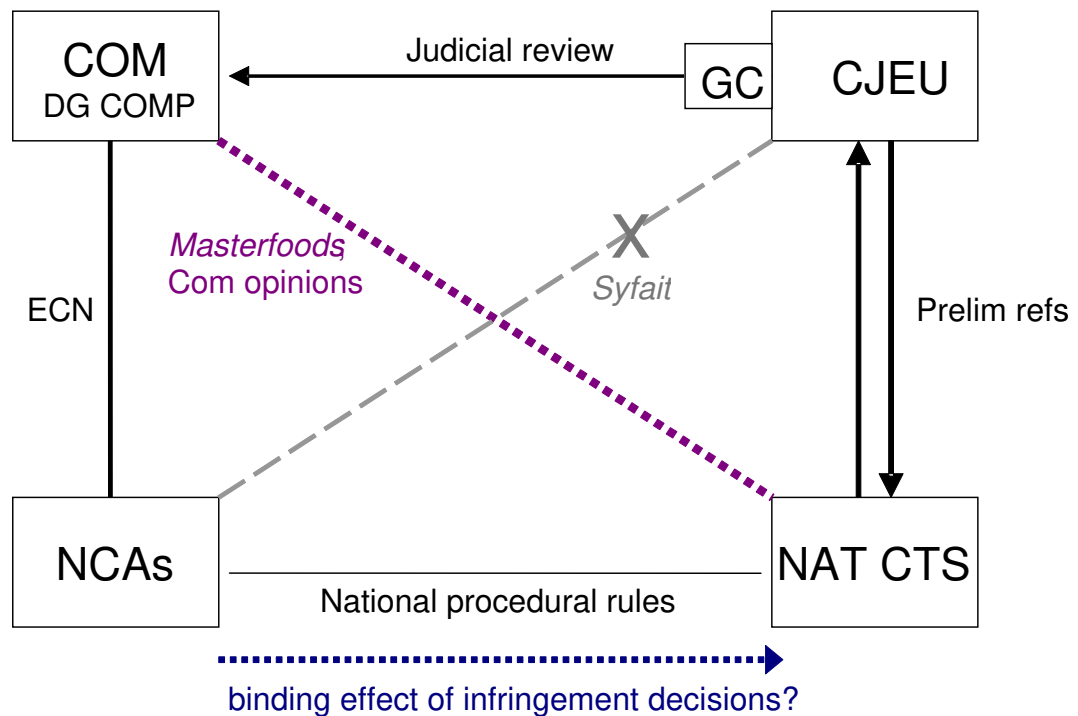 COM
DG COMP
Judicial review
GC
CJEU
Masterfoods,
Com opinions
X
Syfait
ECN
Prelim refs
NCAs
NAT CTS
National procedural rules
binding effect of infringement decisions?